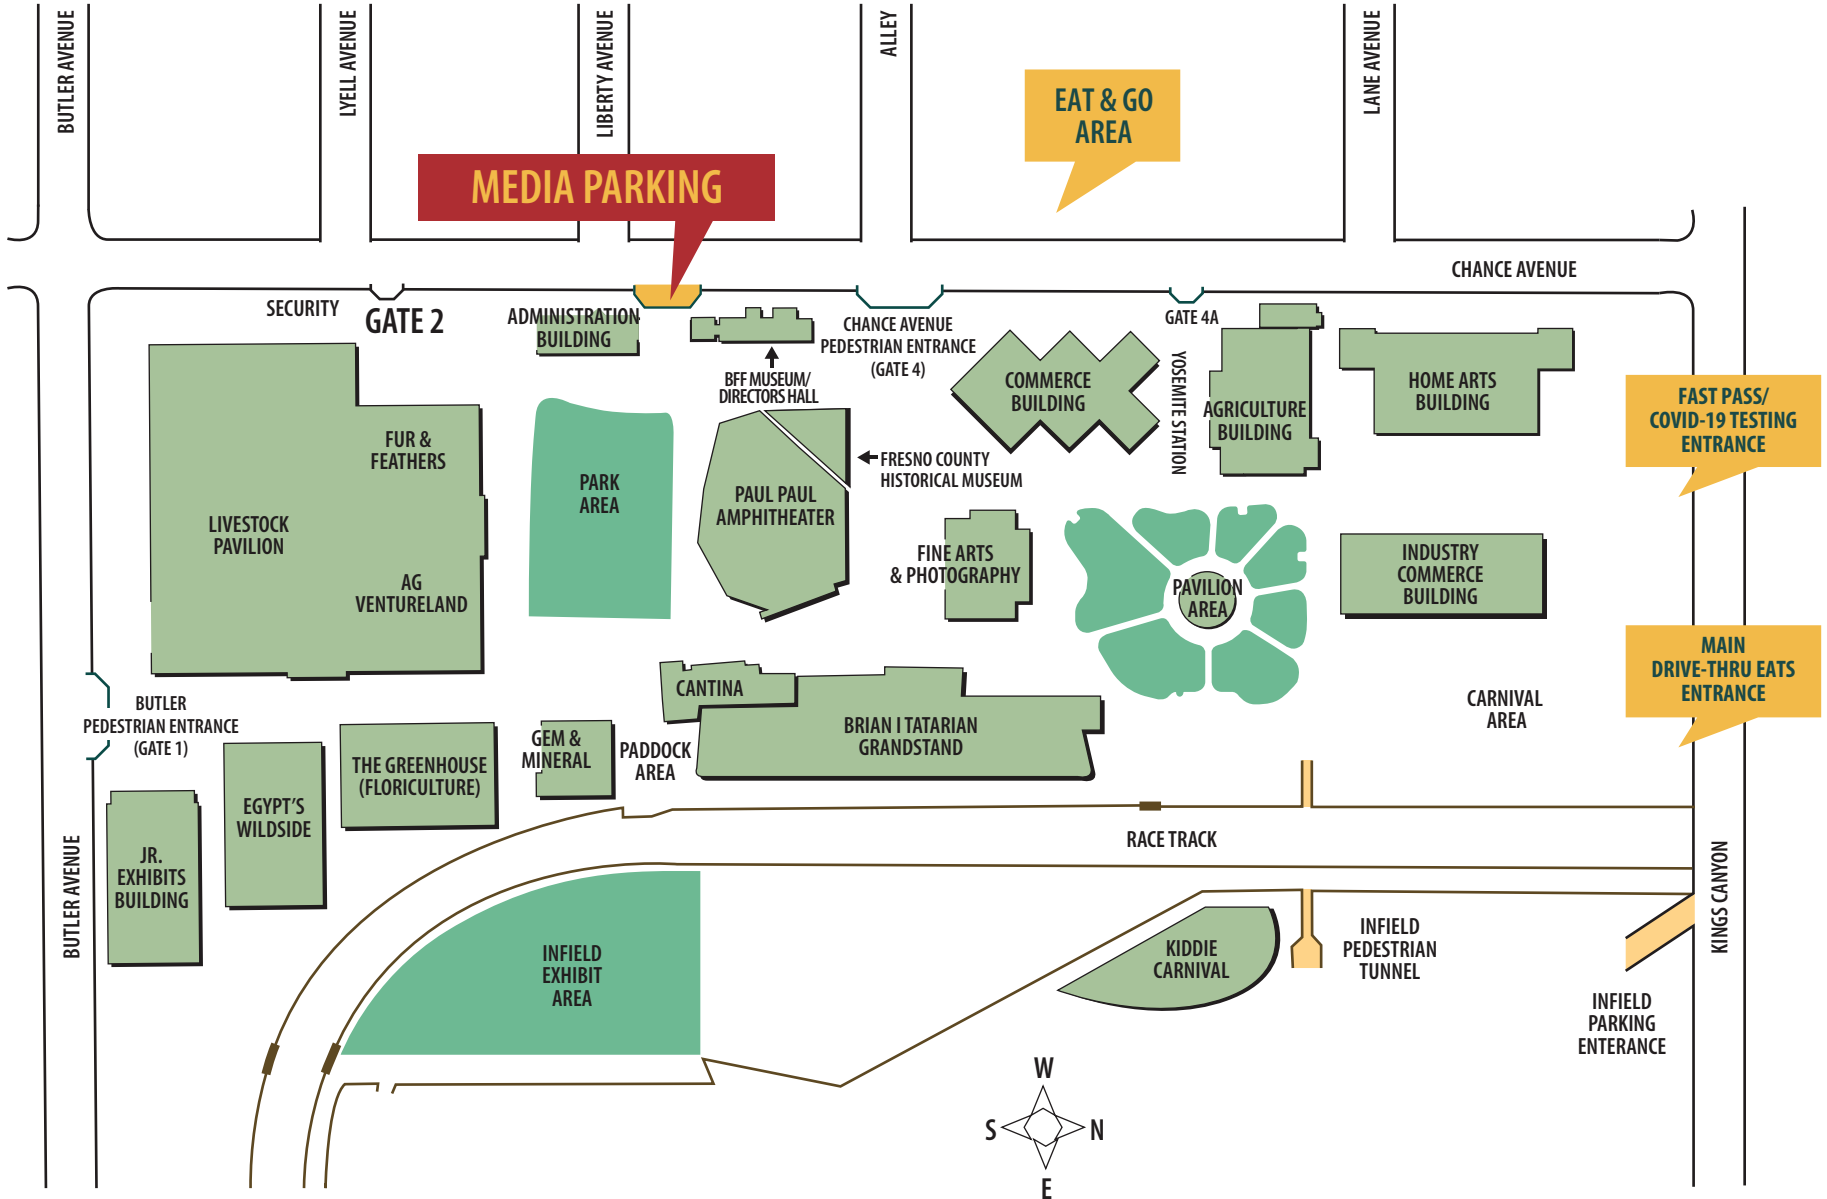 BUTLER AVENUE
LYELL AVENUE
LIBERTY AVENUE
ALLEY
LANE AVENUE
EAT & GO
AREA
MEDIA PARKING
CHANCE AVENUE
SECURITY
GATE 2
ADMINISTRATION
BUILDING
BFF MUSEUM/
DIRECTORS HALL
CHANCE AVENUE
PEDESTRIAN ENTRANCE
(GATE 4)
GATE 4A
COMMERCE
BUILDING
YOSEMITE STATION
AGRICULTURE
BUILDING
HOME ARTS
BUILDING
FAST PASS/
COVID-19 TESTING
ENTRANCE
FUR &
FEATHERS
LIVESTOCK
PAVILION
AG
VENTURELAND
PARK
AREA
PAUL PAUL
AMPHITHEATER
FRESNO COUNTY
HISTORICAL MUSEUM
FINE ARTS
& PHOTOGRAPHY
PAVILION
AREA
INDUSTRY
COMMERCE
BUILDING
MAIN
DRIVE-THRU EATS
ENTRANCE
BUTLER
PEDESTRIAN ENTRANCE
(GATE 1)
CANTINA
BRIAN I TATARIAN
GRANDSTAND
CARNIVAL
AREA
THE GREENHOUSE
(FLORICULTURE)
GEM &
MINERAL
PADDOCK
AREA
EGYPT'S
WILDSIDE
JR.
EXHIBITS
BUILDING
BUTLER AVENUE
RACE TRACK
KINGS CANYON
INFIELD
EXHIBIT
AREA
KIDDIE
CARNIVAL
INFIELD
PEDESTRIAN
TUNNEL
INFIELD
PARKING
ENTERANCE
W
S
N
E